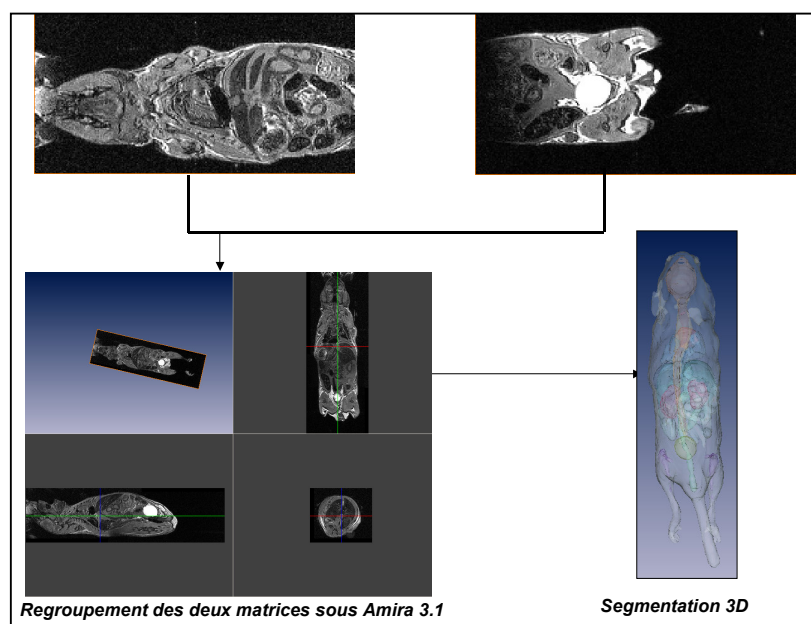 Regroupement des deux matrices sous Amira 3.1
Segmentation 3D